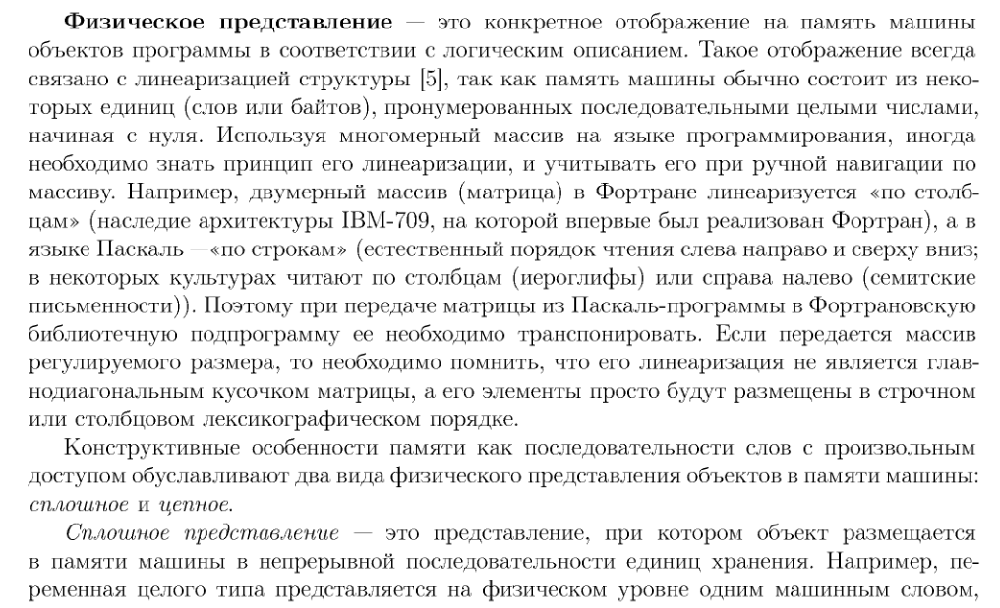 Физическое представление — это конкретное отображение на память машины
объектов программы в соответствии с логическим описанием. Такое отображение всегда
связано с линеаризацией структуры [5], так как память машины обычно состоит из неко-
торых единиц (слов или байтов), пронумерованных последовательными целыми числами,
начиная с нуля. Используя многомерный массив на языке программирования, иногда
необходимо знать принцип его линеаризации, и учитывать его при ручной навигации по
массиву. Например, двумерный массив (матрица) в Фортране линеаризуется «по столб-
цам» (наследие архитектуры IBM-709, на которой впервые был реализован Фортран), а в
языке Паскаль —«по строкам» (естественный порядок чтения слева направо и сверху вниз;
в некоторых культурах читают по столбцам (иероглифы) или справа налево (семитские
письменности)). Поэтому при передаче матрицы из Паскаль-программы в Фортрановскую
библиотечную подпрограмму ее необходимо транспонировать. Если передается массив
регулируемого размера, то необходимо помнить, что его линеаризация не является глав-
нодиагональным кусочком матрицы, а его элементы просто будут размещены в строчном
или столбцовом лексикографическом порядке.
Конструктивные особенности памяти как последовательности слов с произвольным
доступом обуславливают два вида физического представления объектов в памяти машины:
сплошное и цепное.
Сплошное представление — это представление, при котором объект размещается
в памяти машины в непрерывной последовательности единиц хранения. Например, пе-
ременная целого типа представляется на физическом уровне одним машинным словом,